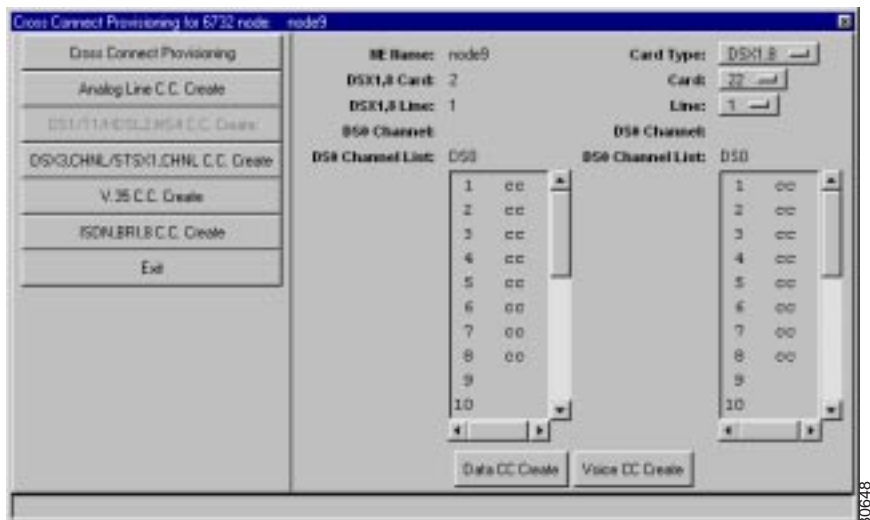 Cross Connect Provisioning for 6732 node: node9
Cross Connect Provisioning
Analog Line C.C. Create
DS1/T1/HDSL2,HS4 C.C. Create
DSX3,CHNL/STSX1,CHNL C.C. Create
V.35 C.C. Create
ISDN,BRI,8 C.C. Create
Exit
NE Name: node9
DSX1,8 Card: 2
DSX1,8 Line: 1
DS0 Channel:
DS0 Channel List: DS0
1 cc
2 cc
3 cc
4 cc
5 cc
6 cc
7 cc
8 cc
9
10
Card Type: DSX1,8
Card: 22
Line: 1
DS0 Channel:
DS0 Channel List: DS0
1 cc
2 cc
3 cc
4 cc
5 cc
6 cc
7 cc
8 cc
9
10
Data CC Create
Voice CC Create